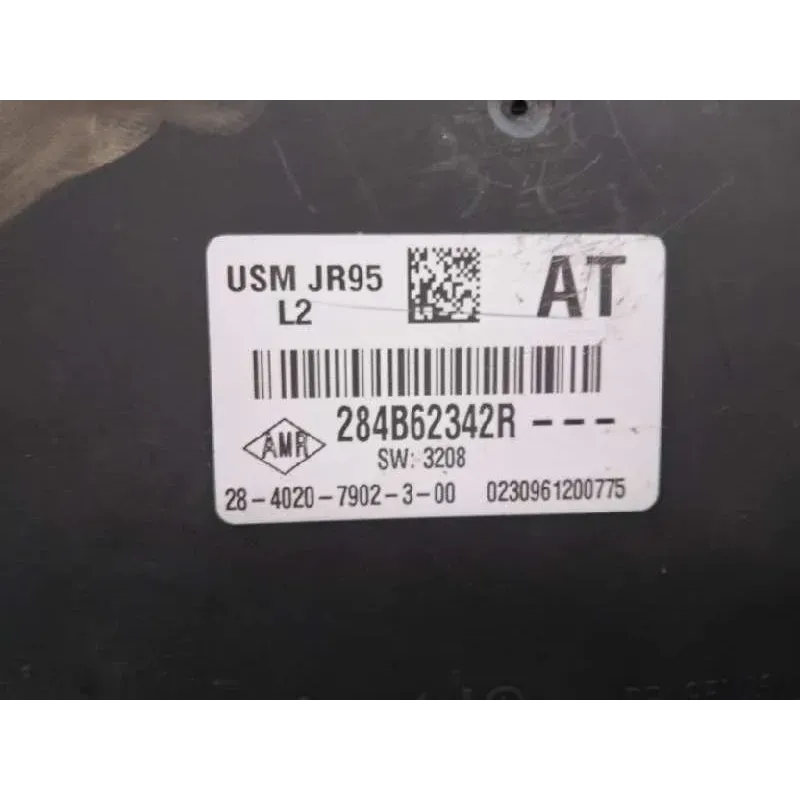 USM JR95
L2
AT
284B62342R ---
AMR
SW: 3208
28-4020-7902-3-00 0230961200775